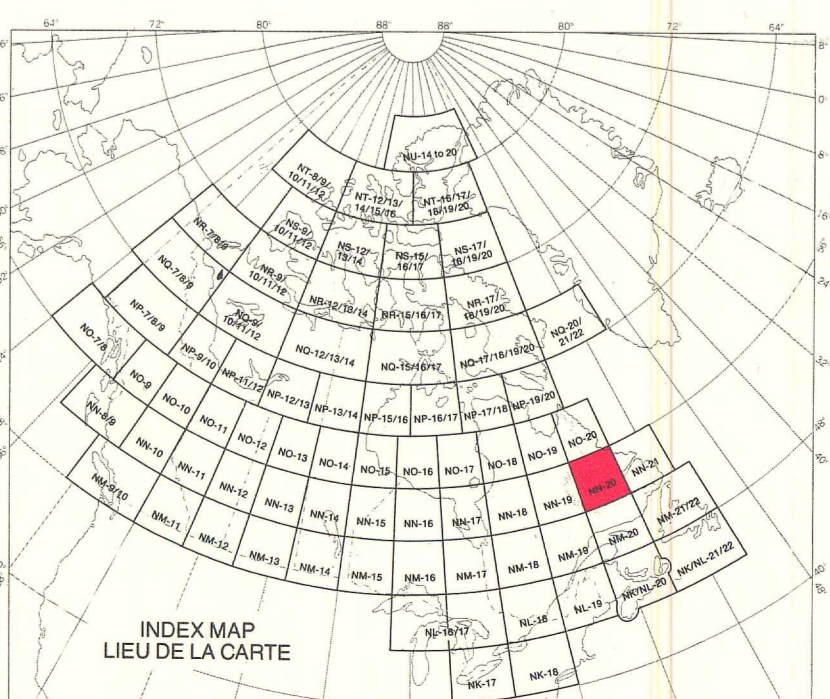 64° 72° 80° 88° 88° 80° 72° 64°
NU-14 to 20
NT-8/9/
10/11/12
NT-12/13/
14/15/16
NT-16/17/
18/19/20
NS-9/
10/11/12
NS-12/
13/14
NS-15/
16/17
NS-17/
18/19/20
NR-7/8/9
NR-9/
10/11/12
NR-12/13/14
NR-15/16/17
NR-17/
18/19/20
NQ-7/8/9
NQ-9/
10/11/12
NQ-12/13/14
NQ-15/16/17
NQ-17/18/19/20
NQ-20/
21/22
NP-7/8/9
NP-9/10
NP-11/12
NP-12/13
NP-13/14
NP-15/16
NP-16/17
NP-17/18
NP-19/20
NO-7/8
NO-9
NO-10
NO-11
NO-12
NO-13
NO-14
NO-15
NO-16
NO-17
NO-18
NO-19
NO-20
NN-8/9
NN-10
NN-11
NN-12
NN-13
NN-14
NN-15
NN-16
NN-17
NN-18
NN-19
NN-20
NN-21
NM-9/10
NM-11
NM-12
NM-13
NM-14
NM-15
NM-16
NM-17
NM-18
NM-19
NM-20
NM-21/22
NL-16/17
NL-18
NL-19
NK/NL-20
NK/NL-21/22
NK-17
NK-18
INDEX MAP
LIEU DE LA CARTE
24°
48°
40°
40°
48°